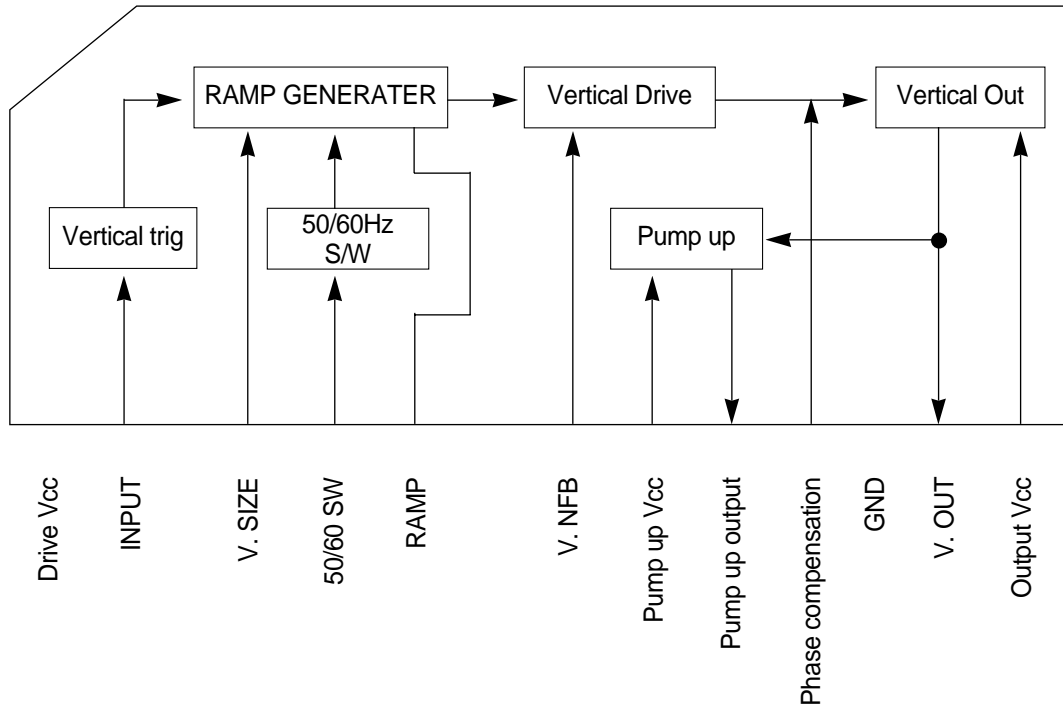 RAMP GENERATER
Vertical Drive
Vertical Out
Vertical trig
50/60Hz
S/W
Pump up
Drive Vcc
INPUT
V. SIZE
50/60 SW
RAMP
V. NFB
Pump up Vcc
Pump up output
Phase compensation
GND
V. OUT
Output Vcc